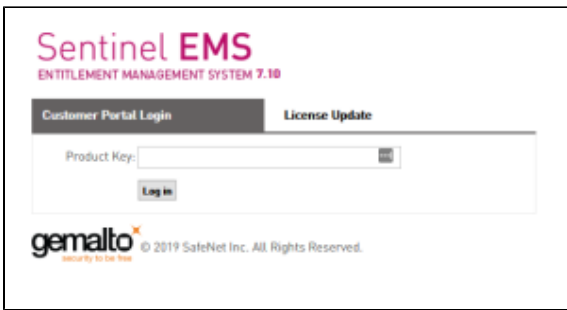 Sentinel EMS
ENTITLEMENT MANAGEMENT SYSTEM 7.10
Customer Portal Login License Update
Product Key:
Log in
gemalto
security to be free
© 2019 SafeNet Inc. All Rights Reserved.